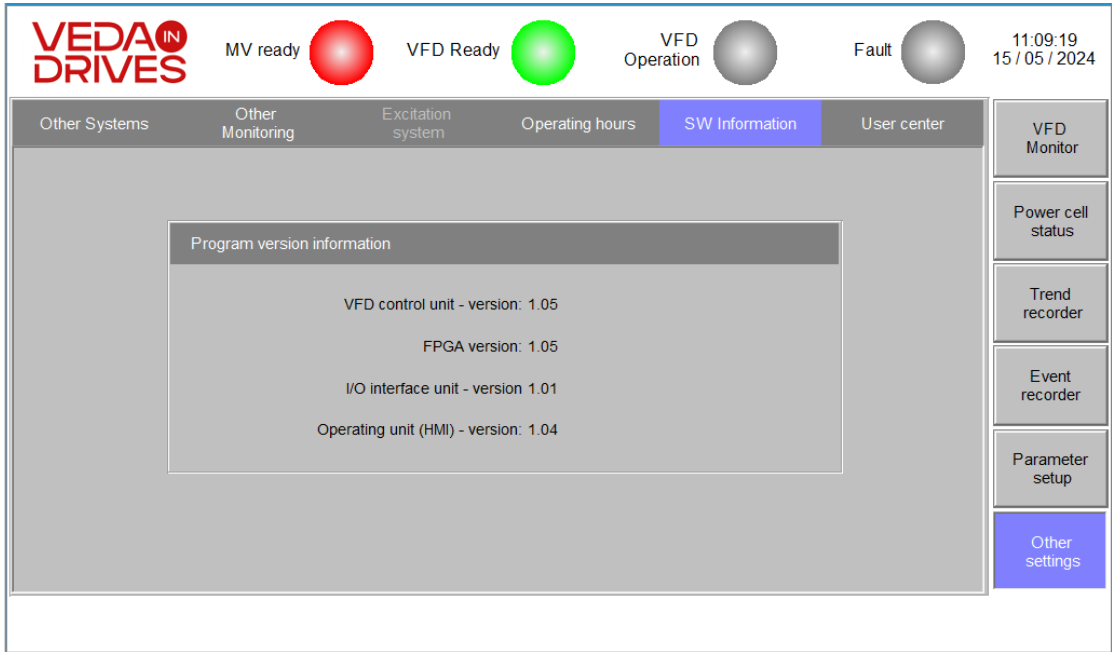 VEDA IN
DRIVES
MV ready
VFD Ready
VFD
Operation
Fault
11:09:19
15 / 05 / 2024
Other Systems
Other
Monitoring
Excitation
system
Operating hours
SW Information
User center
Program version information
VFD control unit - version: 1.05
FPGA version: 1.05
I/O interface unit - version 1.01
Operating unit (HMI) - version: 1.04
VFD
Monitor
Power cell
status
Trend
recorder
Event
recorder
Parameter
setup
Other
settings